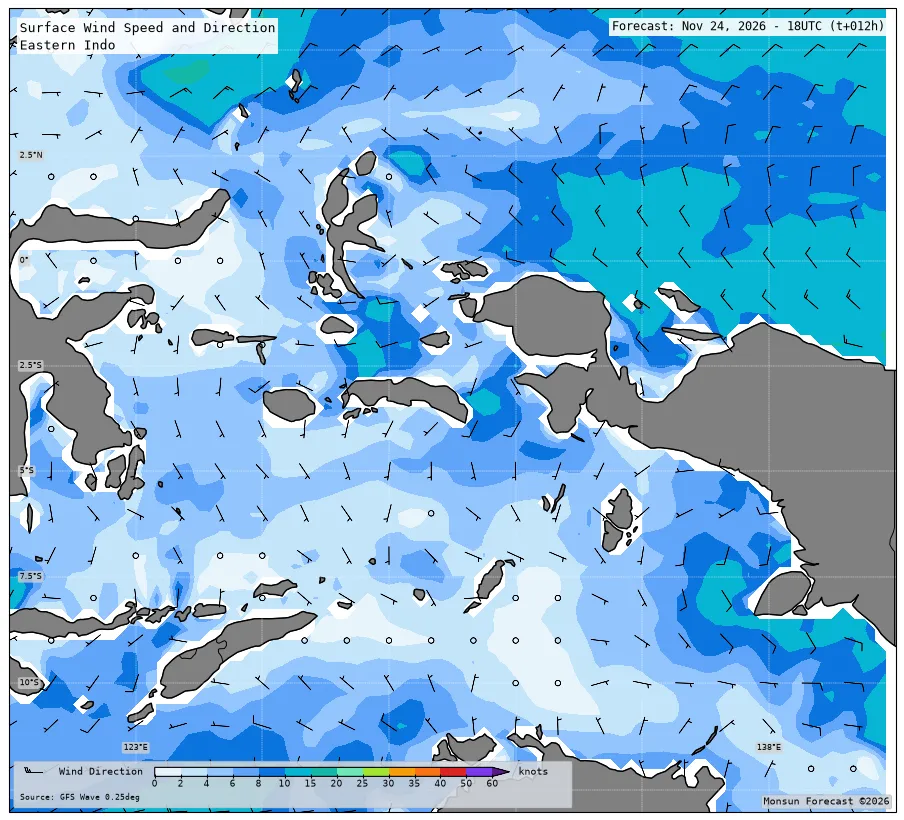 Surface Wind Speed and Direction
Eastern Indo
Forecast: Nov 24, 2026 - 18UTC (t+012h)
2.5°N
0°
2.5°S
5°S
7.5°S
10°S
123°E
138°E
Wind Direction
0 2 4 6 8 10 15 20 25 30 35 40 50 60
knots
Source: GFS Wave 0.25deg
Monsun Forecast ©2026